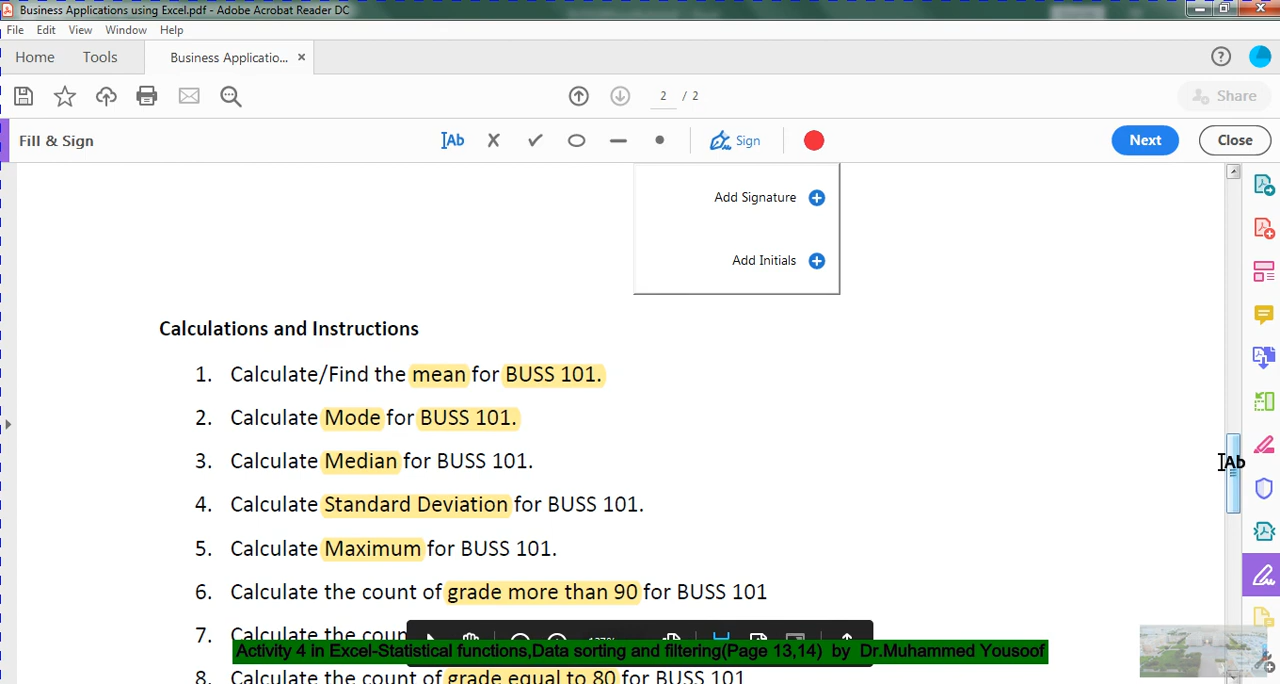 Business Applications using Excel.pdf - Adobe Acrobat Reader DC
File Edit View Window Help
Home Tools Business Applicatio... ×
2 / 2 Share
Fill & Sign Ab Sign Next Close
Add Signature
Add Initials
Calculations and Instructions
1. Calculate/Find the mean for BUSS 101.
2. Calculate Mode for BUSS 101.
3. Calculate Median for BUSS 101.
Ab
4. Calculate Standard Deviation for BUSS 101.
5. Calculate Maximum for BUSS 101.
6. Calculate the count of grade more than 90 for BUSS 101
7. Calculate the coun
Activity 4 in Excel-Statistical functions,Data sorting and filtering(Page 13,14) by Dr.Muhammed Yousoof
8. Calculate the count of grade equal to 80 for BUSS 101